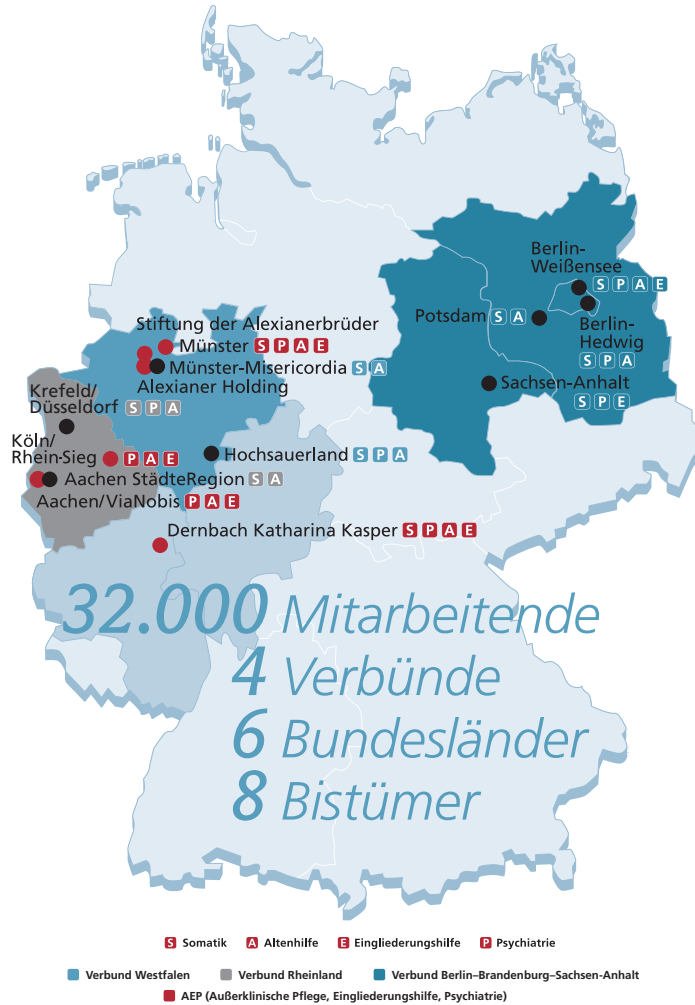 Berlin-
Weißensee
S P A E
Potsdam S A
Berlin-
Hedwig
S P A
Sachsen-Anhalt
S P E
Stiftung der Alexianerbrüder
Münster S P A E
Münster-Misericordia S A
Alexianer Holding
Krefeld/
Düsseldorf S P A
Köln/
Rhein-Sieg P A E
Hochsauerland S P A
Aachen StädteRegion S A
Aachen/ViaNobis P A E
Dernbach Katharina Kasper S P A E
32.000 Mitarbeitende
4 Verbünde
6 Bundesländer
8 Bistümer
S Somatik A Altenhilfe E Eingliederungshilfe P Psychiatrie
Verbund Westfalen Verbund Rheinland Verbund Berlin–Brandenburg–Sachsen-Anhalt
AEP (Außerklinische Pflege, Eingliederungshilfe, Psychiatrie)